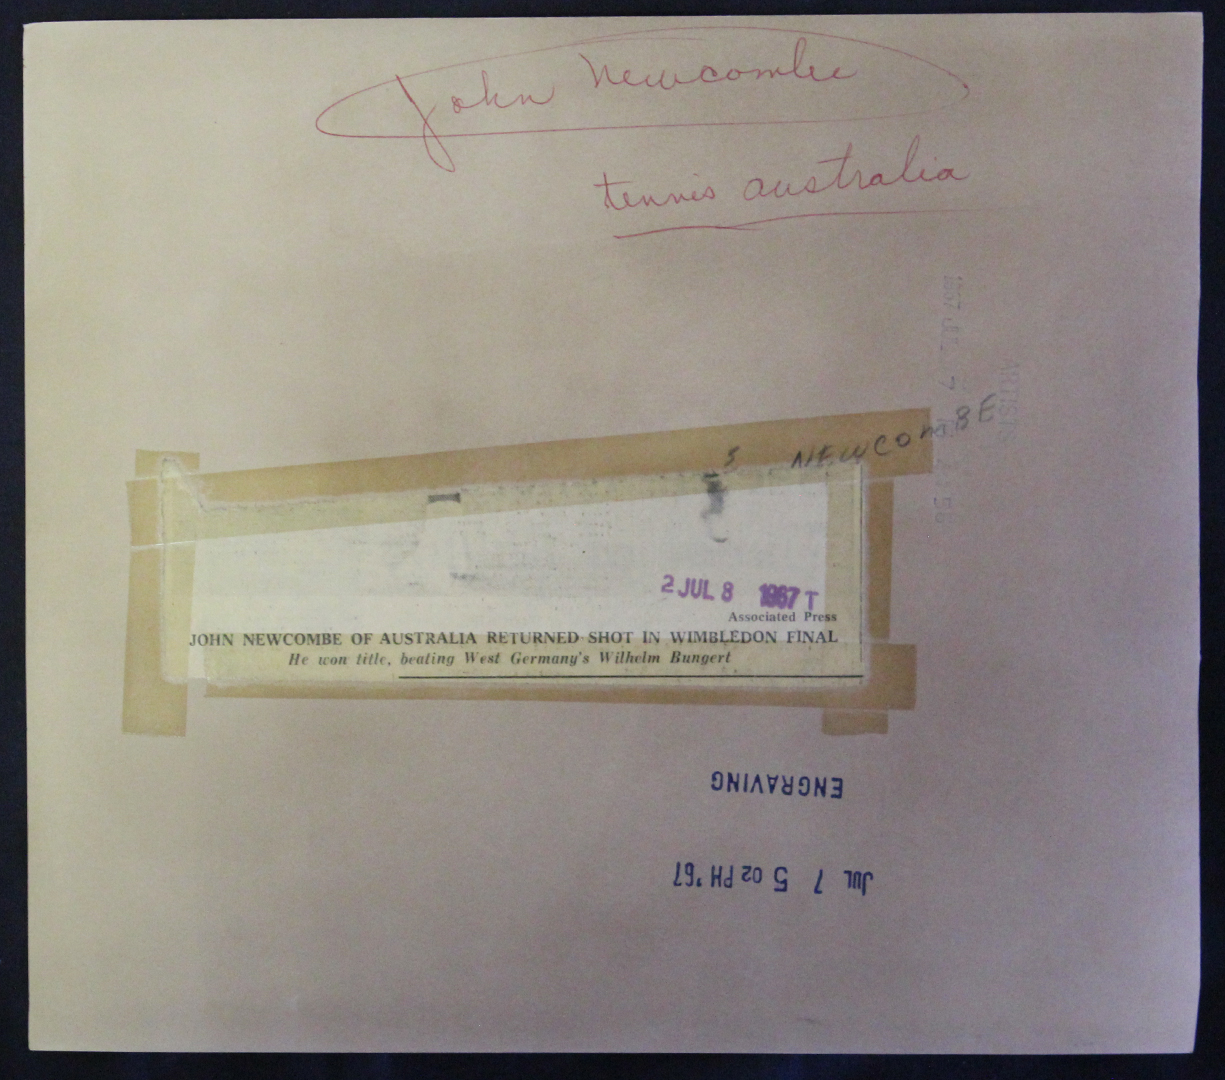 John Newcombe
tennis australia
NEWCOMBE
2 JUL 8 1967 T
Associated Press
JOHN NEWCOMBE OF AUSTRALIA RETURNED SHOT IN WIMBLEDON FINAL
He won title, beating West Germany's Wilhelm Bungert
ENGRAVING
JUL 7 5 02 PM '67
ARTISTS